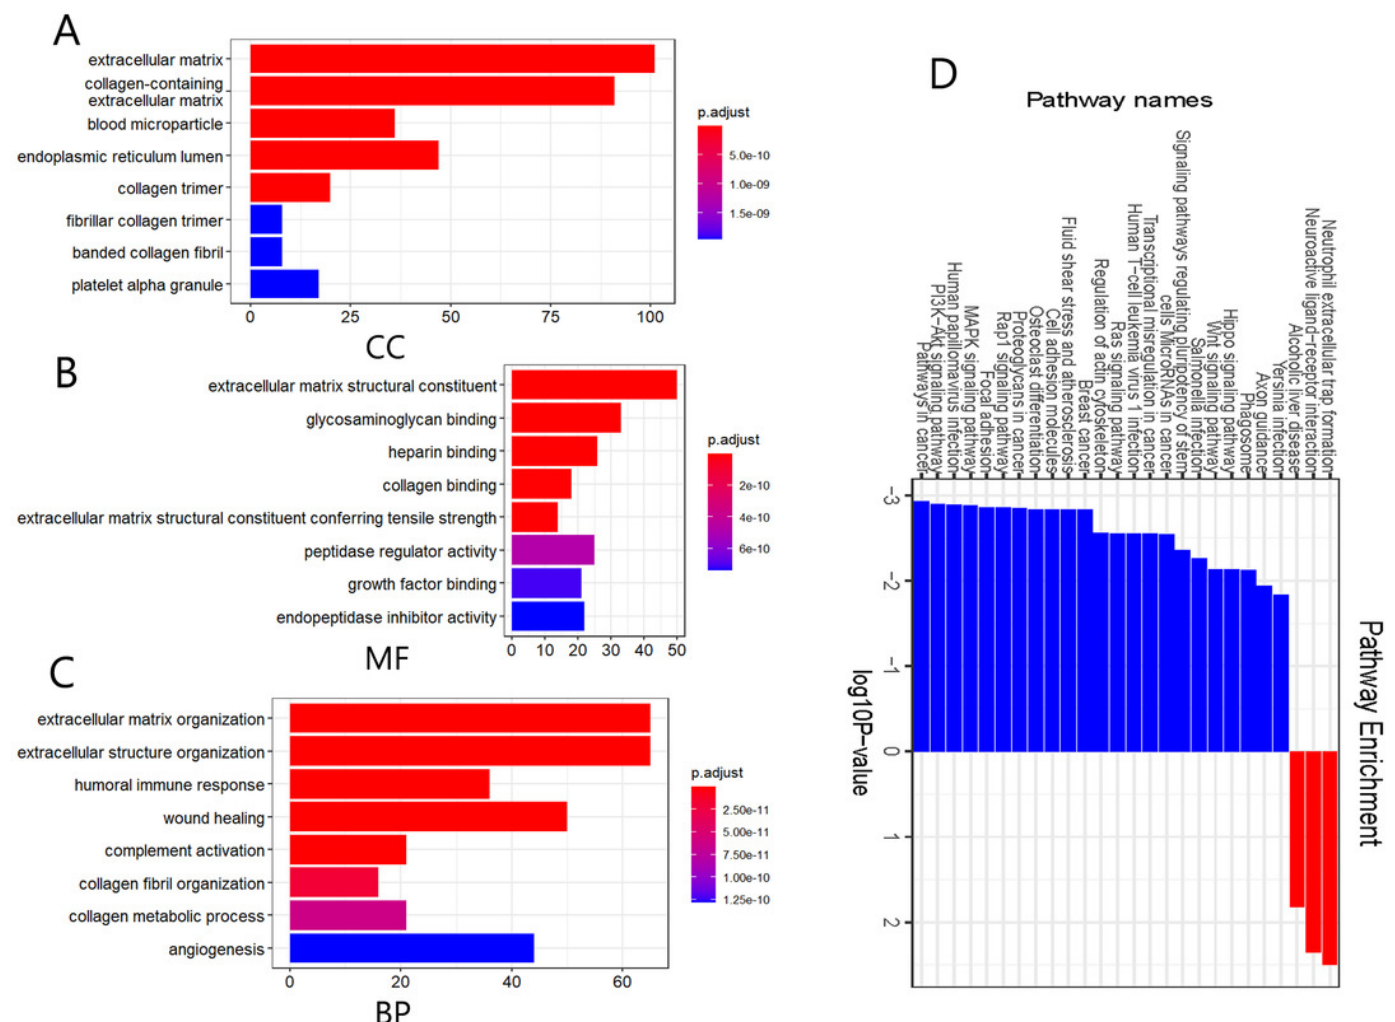 A
extracellular matrix
collagen-containing
extracellular matrix
blood microparticle
endoplasmic reticulum lumen
collagen trimer
fibrillar collagen trimer
banded collagen fibril
platelet alpha granule
0 25 50 75 100
CC
p.adjust
5.0e-10
1.0e-09
1.5e-09
B
extracellular matrix structural constituent
glycosaminoglycan binding
heparin binding
collagen binding
extracellular matrix structural constituent conferring tensile strength
peptidase regulator activity
growth factor binding
endopeptidase inhibitor activity
0 10 20 30 40 50
MF
p.adjust
2e-10
4e-10
6e-10
C
extracellular matrix organization
extracellular structure organization
humoral immune response
wound healing
complement activation
collagen fibril organization
collagen metabolic process
angiogenesis
0 20 40 60
BP
p.adjust
2.50e-11
5.00e-11
7.50e-11
1.00e-10
1.25e-10
D
Pathway names
Pathways in cancer
PI3K-Akt signaling pathway
Human papillomavirus infection
MAPK signaling pathway
Focal adhesion
Rap1 signaling pathway
Proteoglycans in cancer
Osteoclast differentiation
Cell adhesion molecules
Fluid shear stress and atherosclerosis
Breast cancer
Regulation of actin cytoskeleton
Ras signaling pathway
Human T-cell leukemia virus 1 infection
Transcriptional misregulation in cancer
cells MicroRNAs in cancer
Signaling pathways regulating pluripotency of stem
Salmonella infection
Wnt signaling pathway
Hippo signaling pathway
Phagosome
Axon guidance
Yersinia infection
Alcoholic liver disease
Neuroactive ligand-receptor interaction
Neutrophil extracellular trap formation
-3
-2
-1
0
1
2
log10P-value
Pathway Enrichment